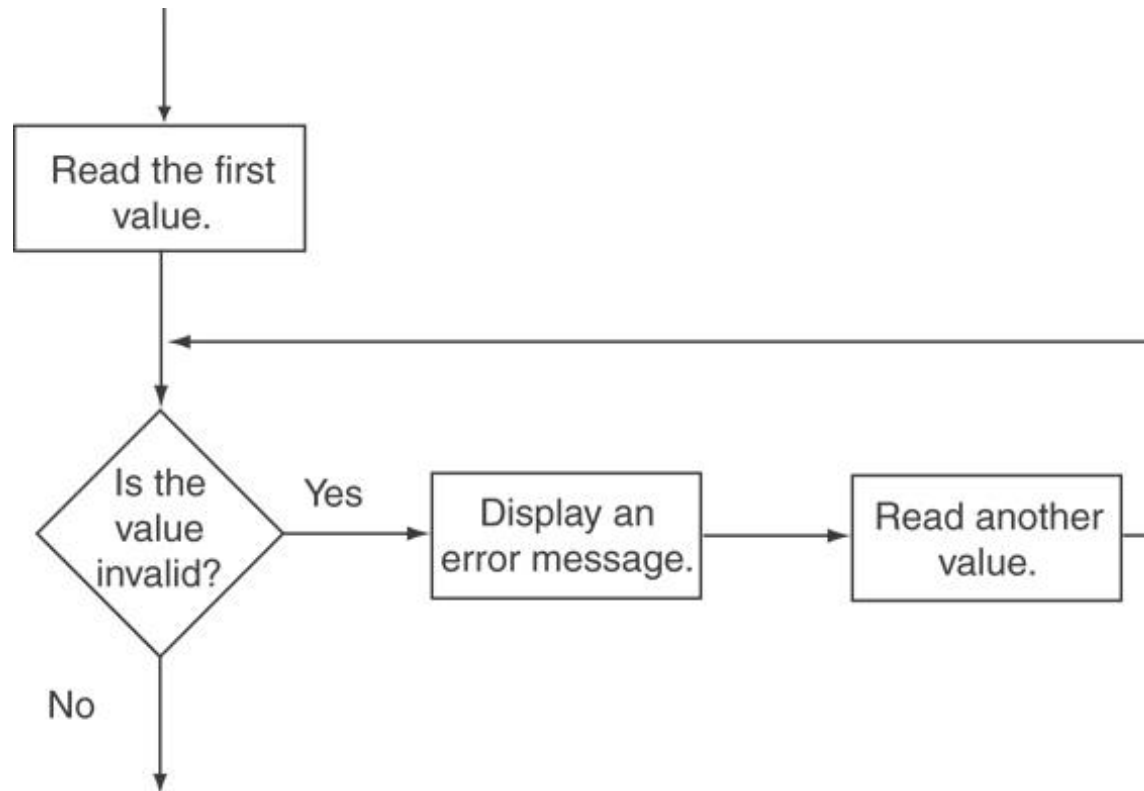 Read the first
value.
Is the
value
invalid?
Yes
Display an
error message.
Read another
value.
No